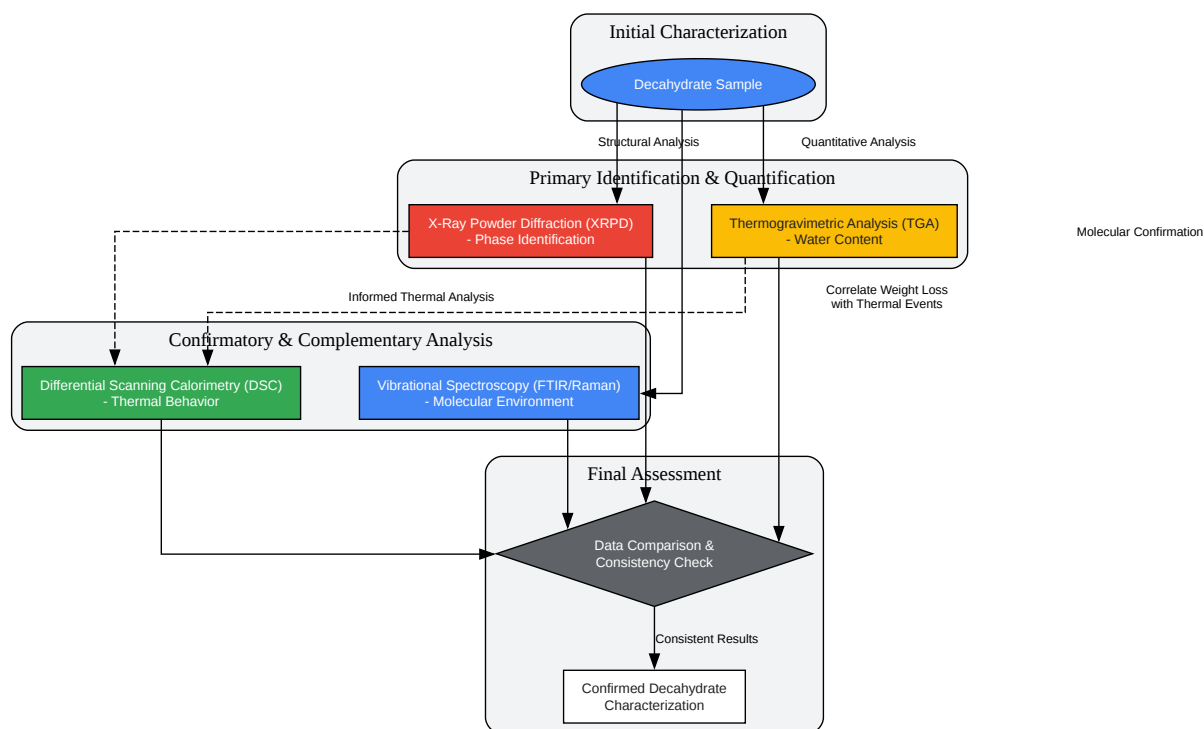 Initial Characterization
Decahydrate Sample
Structural Analysis
Quantitative Analysis
Primary Identification & Quantification
X-Ray Powder Diffraction (XRPD)
- Phase Identification
Thermogravimetric Analysis (TGA)
- Water Content
Molecular Confirmation
Informed Thermal Analysis
Correlate Weight Loss
with Thermal Events
Confirmatory & Complementary Analysis
Differential Scanning Calorimetry (DSC)
- Thermal Behavior
Vibrational Spectroscopy (FTIR/Raman)
- Molecular Environment
Final Assessment
Data Comparison &
Consistency Check
Consistent Results
Confirmed Decahydrate
Characterization